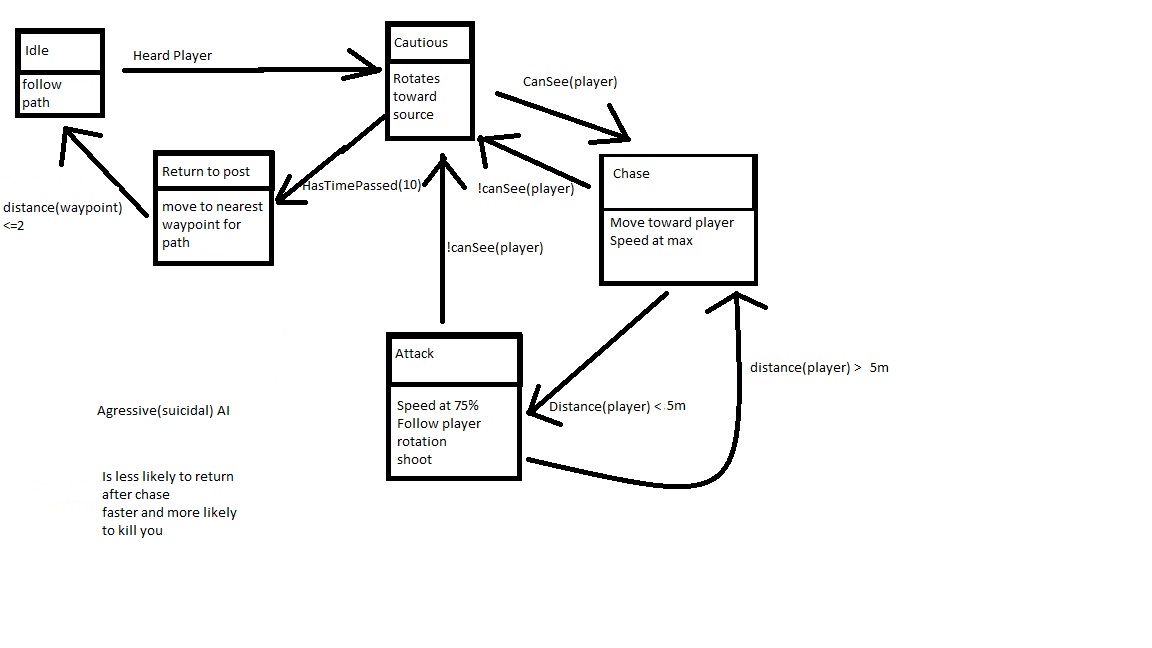 Idle
follow
path
Heard Player
Cautious
Rotates
toward
source
CanSee(player)
Return to post
move to nearest
waypoint for
path
distance(waypoint)
<=2
HasTimePassed(10)
!canSee(player)
Chase
Move toward player
Speed at max
!canSee(player)
Attack
Speed at 75%
Follow player
rotation
shoot
Distance(player) < 5m
distance(player) > 5m
Agressive(suicidal) AI
Is less likely to return
after chase
faster and more likely
to kill you